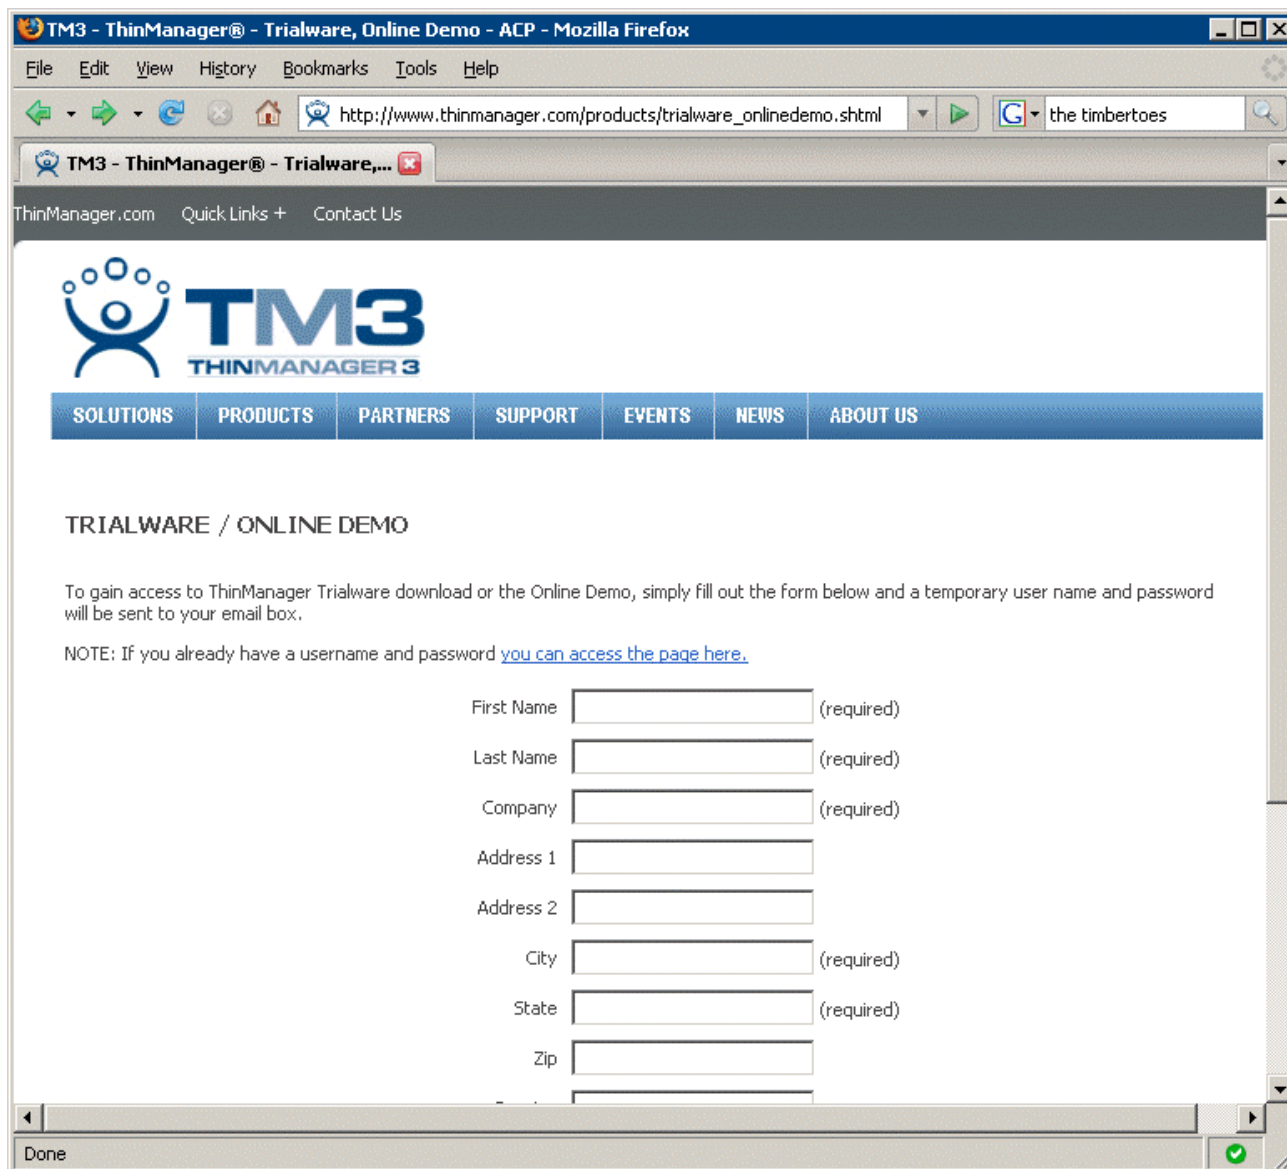 TM3 - ThinManager® - Trialware, Online Demo - ACP - Mozilla Firefox
File Edit View History Bookmarks Tools Help
http://www.thinmanager.com/products/trialware_onlinedemo.shtml G the timbertoes
TM3 - ThinManager® - Trialware,...
ThinManager.com Quick Links + Contact Us
TM3
THINMANAGER 3
SOLUTIONS PRODUCTS PARTNERS SUPPORT EVENTS NEWS ABOUT US
TRIALWARE / ONLINE DEMO
To gain access to ThinManager Trialware download or the Online Demo, simply fill out the form below and a temporary user name and password
will be sent to your email box.
NOTE: If you already have a username and password you can access the page here.
First Name (required)
Last Name (required)
Company (required)
Address 1
Address 2
City (required)
State (required)
Zip
Done